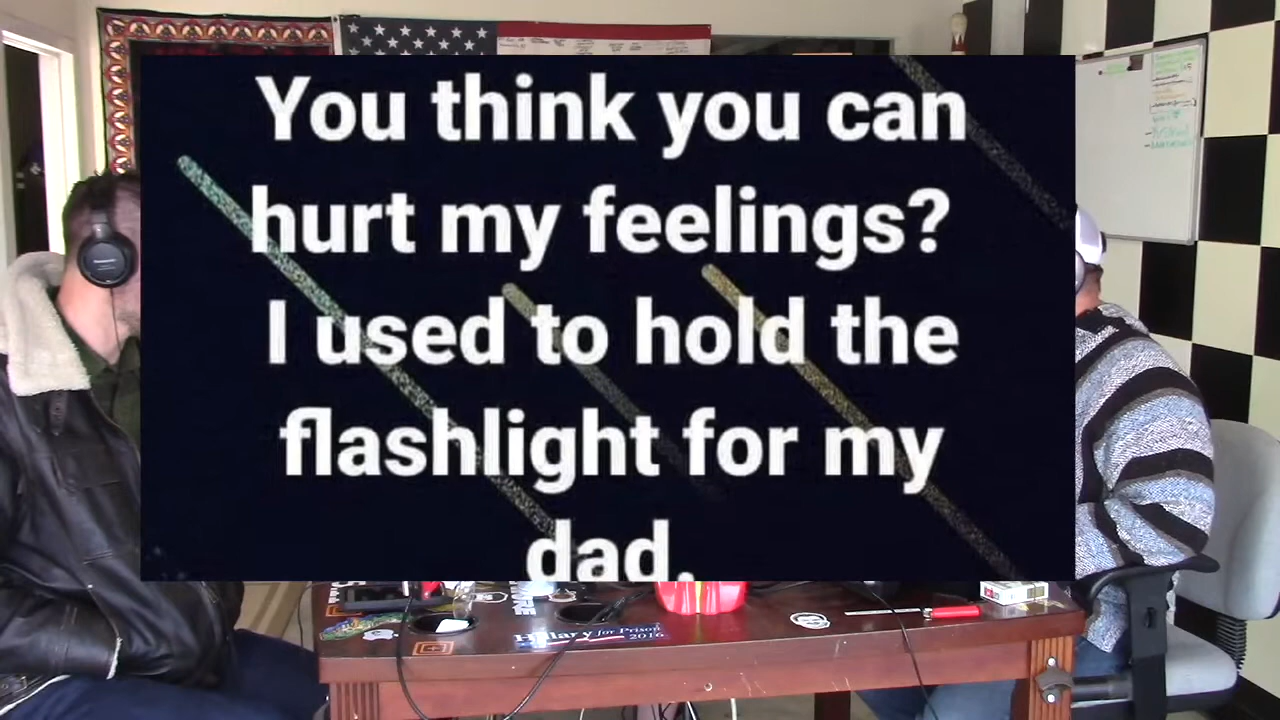 You think you can
hurt my feelings?
I used to hold the
flashlight for my
dad.
Hillary for Prison
2016